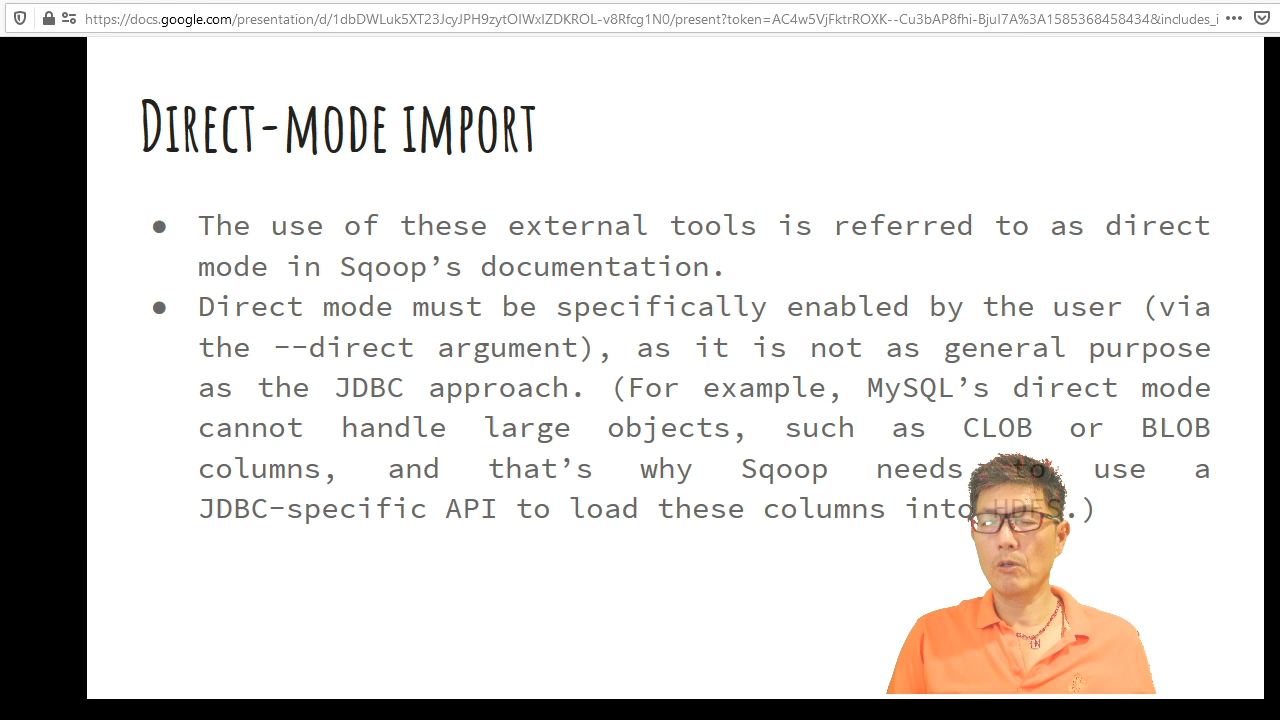 https://docs.google.com/presentation/d/1dbDWLuk5XT23JcyJPH9zytOIWxIZDKROL-v8Rfcg1N0/present?token=AC4w5VjFktrROXK--Cu3bAP8fhi-BjuI7A%3A1585368458434&includes_i
Direct-mode import
● The use of these external tools is referred to as direct
mode in Sqoop’s documentation.
● Direct mode must be specifically enabled by the user (via
the --direct argument), as it is not as general purpose
as the JDBC approach. (For example, MySQL’s direct mode
cannot handle large objects, such as CLOB or BLOB
columns, and that’s why Sqoop needs to use a
JDBC-specific API to load these columns into HDFS.)